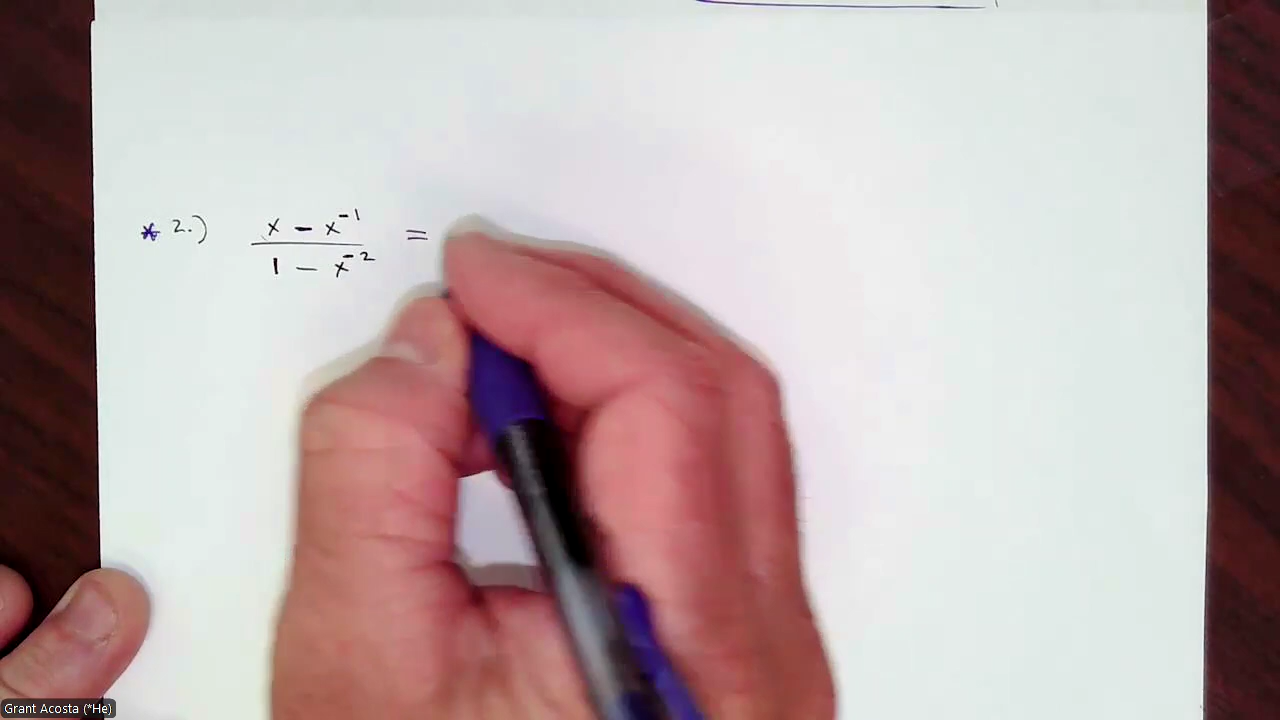 * 2.) x - x⁻¹ =
1 - x⁻²
Grant Acosta (*He)